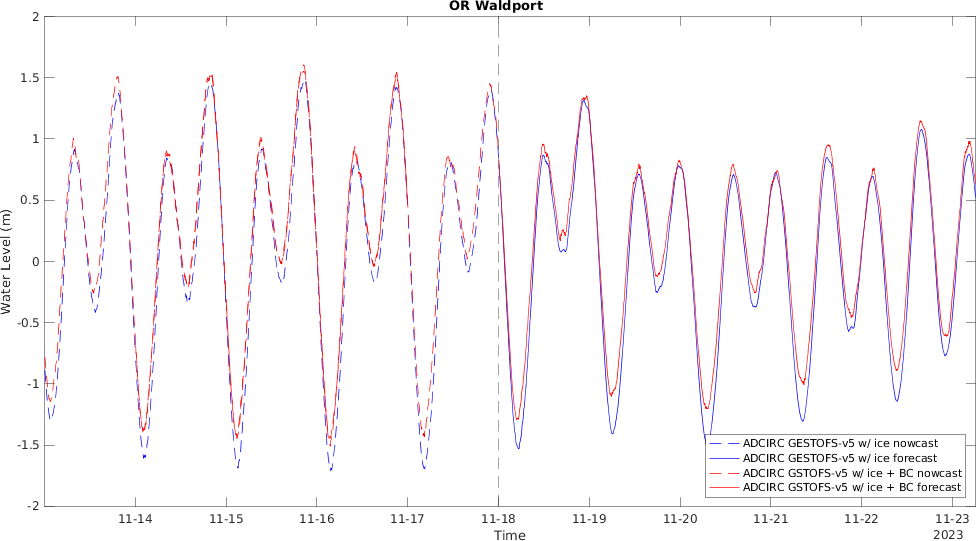 OR Waldport
2
1.5
1
0.5
0
-0.5
-1
-1.5
-2
Water Level (m)
11-14 11-15 11-16 11-17 11-18 11-19 11-20 11-21 11-22 11-23
2023
Time
ADCIRC GESTOFS-v5 w/ ice nowcast
ADCIRC GESTOFS-v5 w/ ice forecast
ADCIRC GSTOFS-v5 w/ ice + BC nowcast
ADCIRC GSTOFS-v5 w/ ice + BC forecast